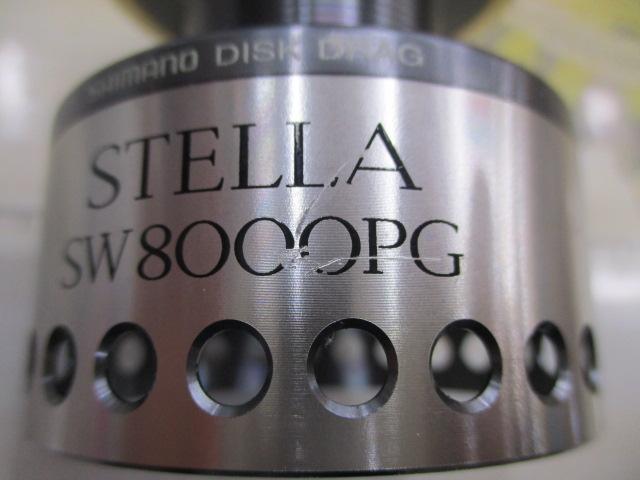 SHIMANO DISK DRAG
STELLA
SW8000PG